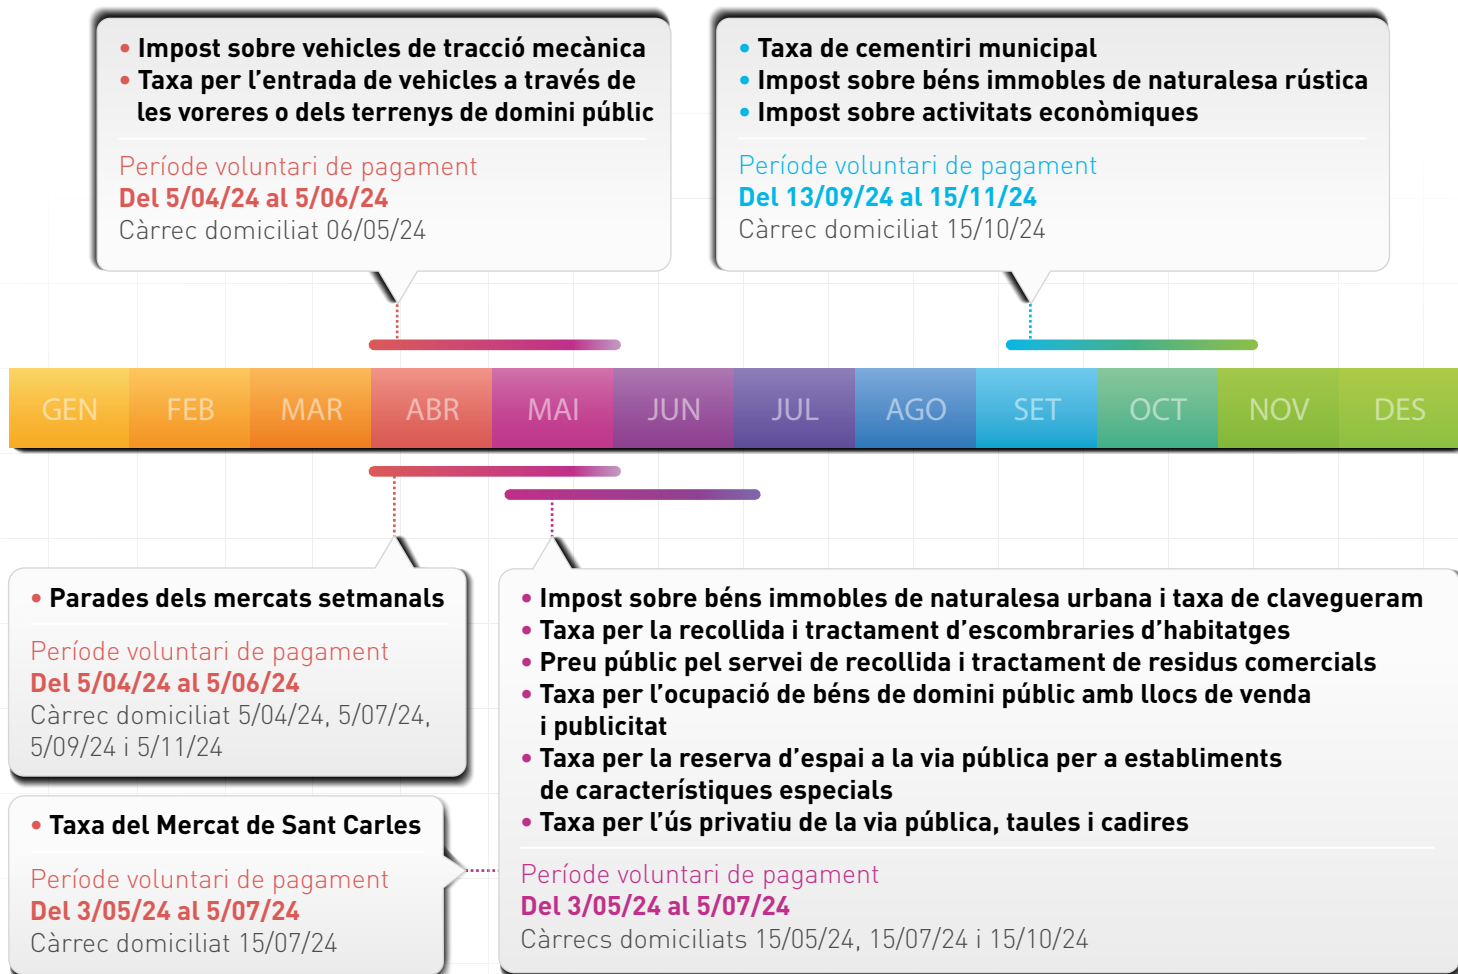 • Impost sobre vehicles de tracció mecànica
• Taxa per l'entrada de vehicles a través de
les voreres o dels terrenys de domini públic
Període voluntari de pagament
Del 5/04/24 al 5/06/24
Càrrec domiciliat 06/05/24
• Taxa de cementiri municipal
• Impost sobre béns immobles de naturalesa rústica
• Impost sobre activitats econòmiques
Període voluntari de pagament
Del 13/09/24 al 15/11/24
Càrrec domiciliat 15/10/24
GEN FEB MAR ABR MAI JUN JUL AGO SET OCT NOV DES
• Parades dels mercats setmanals
Període voluntari de pagament
Del 5/04/24 al 5/06/24
Càrrec domiciliat 5/04/24, 5/07/24,
5/09/24 i 5/11/24
• Taxa del Mercat de Sant Carles
Període voluntari de pagament
Del 3/05/24 al 5/07/24
Càrrec domiciliat 15/07/24
• Impost sobre béns immobles de naturalesa urbana i taxa de clavegueram
• Taxa per la recollida i tractament d'escombraries d'habitatges
• Preu públic pel servei de recollida i tractament de residus comercials
• Taxa per l'ocupació de béns de domini públic amb llocs de venda
i publicitat
• Taxa per la reserva d'espai a la via pública per a establiments
de característiques especials
• Taxa per l'ús privatiu de la via pública, taules i cadires
Període voluntari de pagament
Del 3/05/24 al 5/07/24
Càrrecs domiciliats 15/05/24, 15/07/24 i 15/10/24